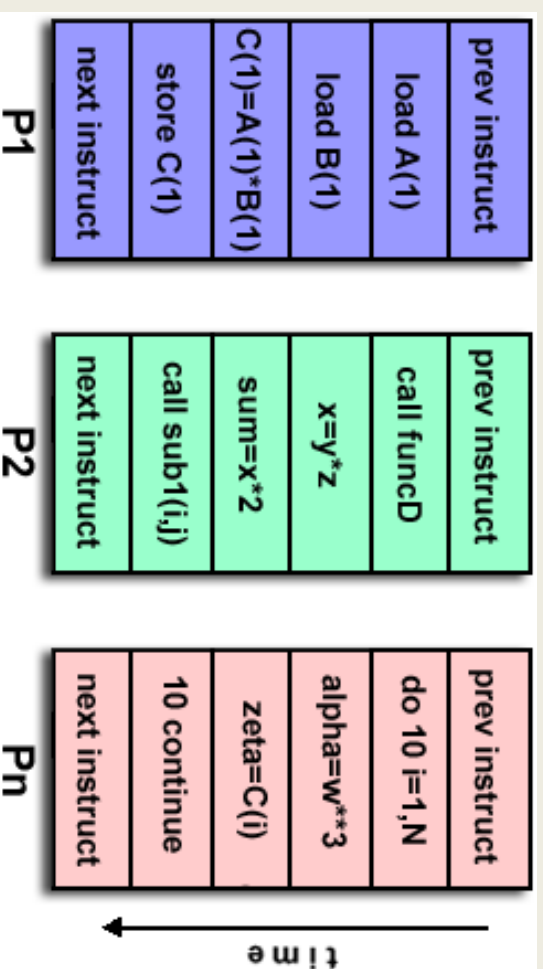 prev instruct
load A(1)
load B(1)
C(1)=A(1)*B(1)
store C(1)
next instruct
P1
prev instruct
call funcD
x=y*z
sum=x*2
call sub1(i,j)
next instruct
P2
prev instruct
do 10 i=1,N
alpha=w**3
zeta=C(i)
10 continue
next instruct
Pn
time